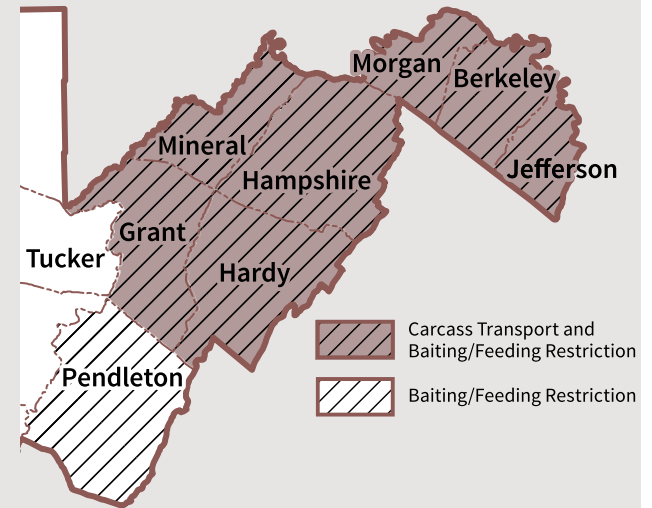 Morgan
Berkeley
Mineral
Jefferson
Hampshire
Grant
Tucker
Hardy
Carcass Transport and
Baiting/Feeding Restriction
Pendleton
Baiting/Feeding Restriction